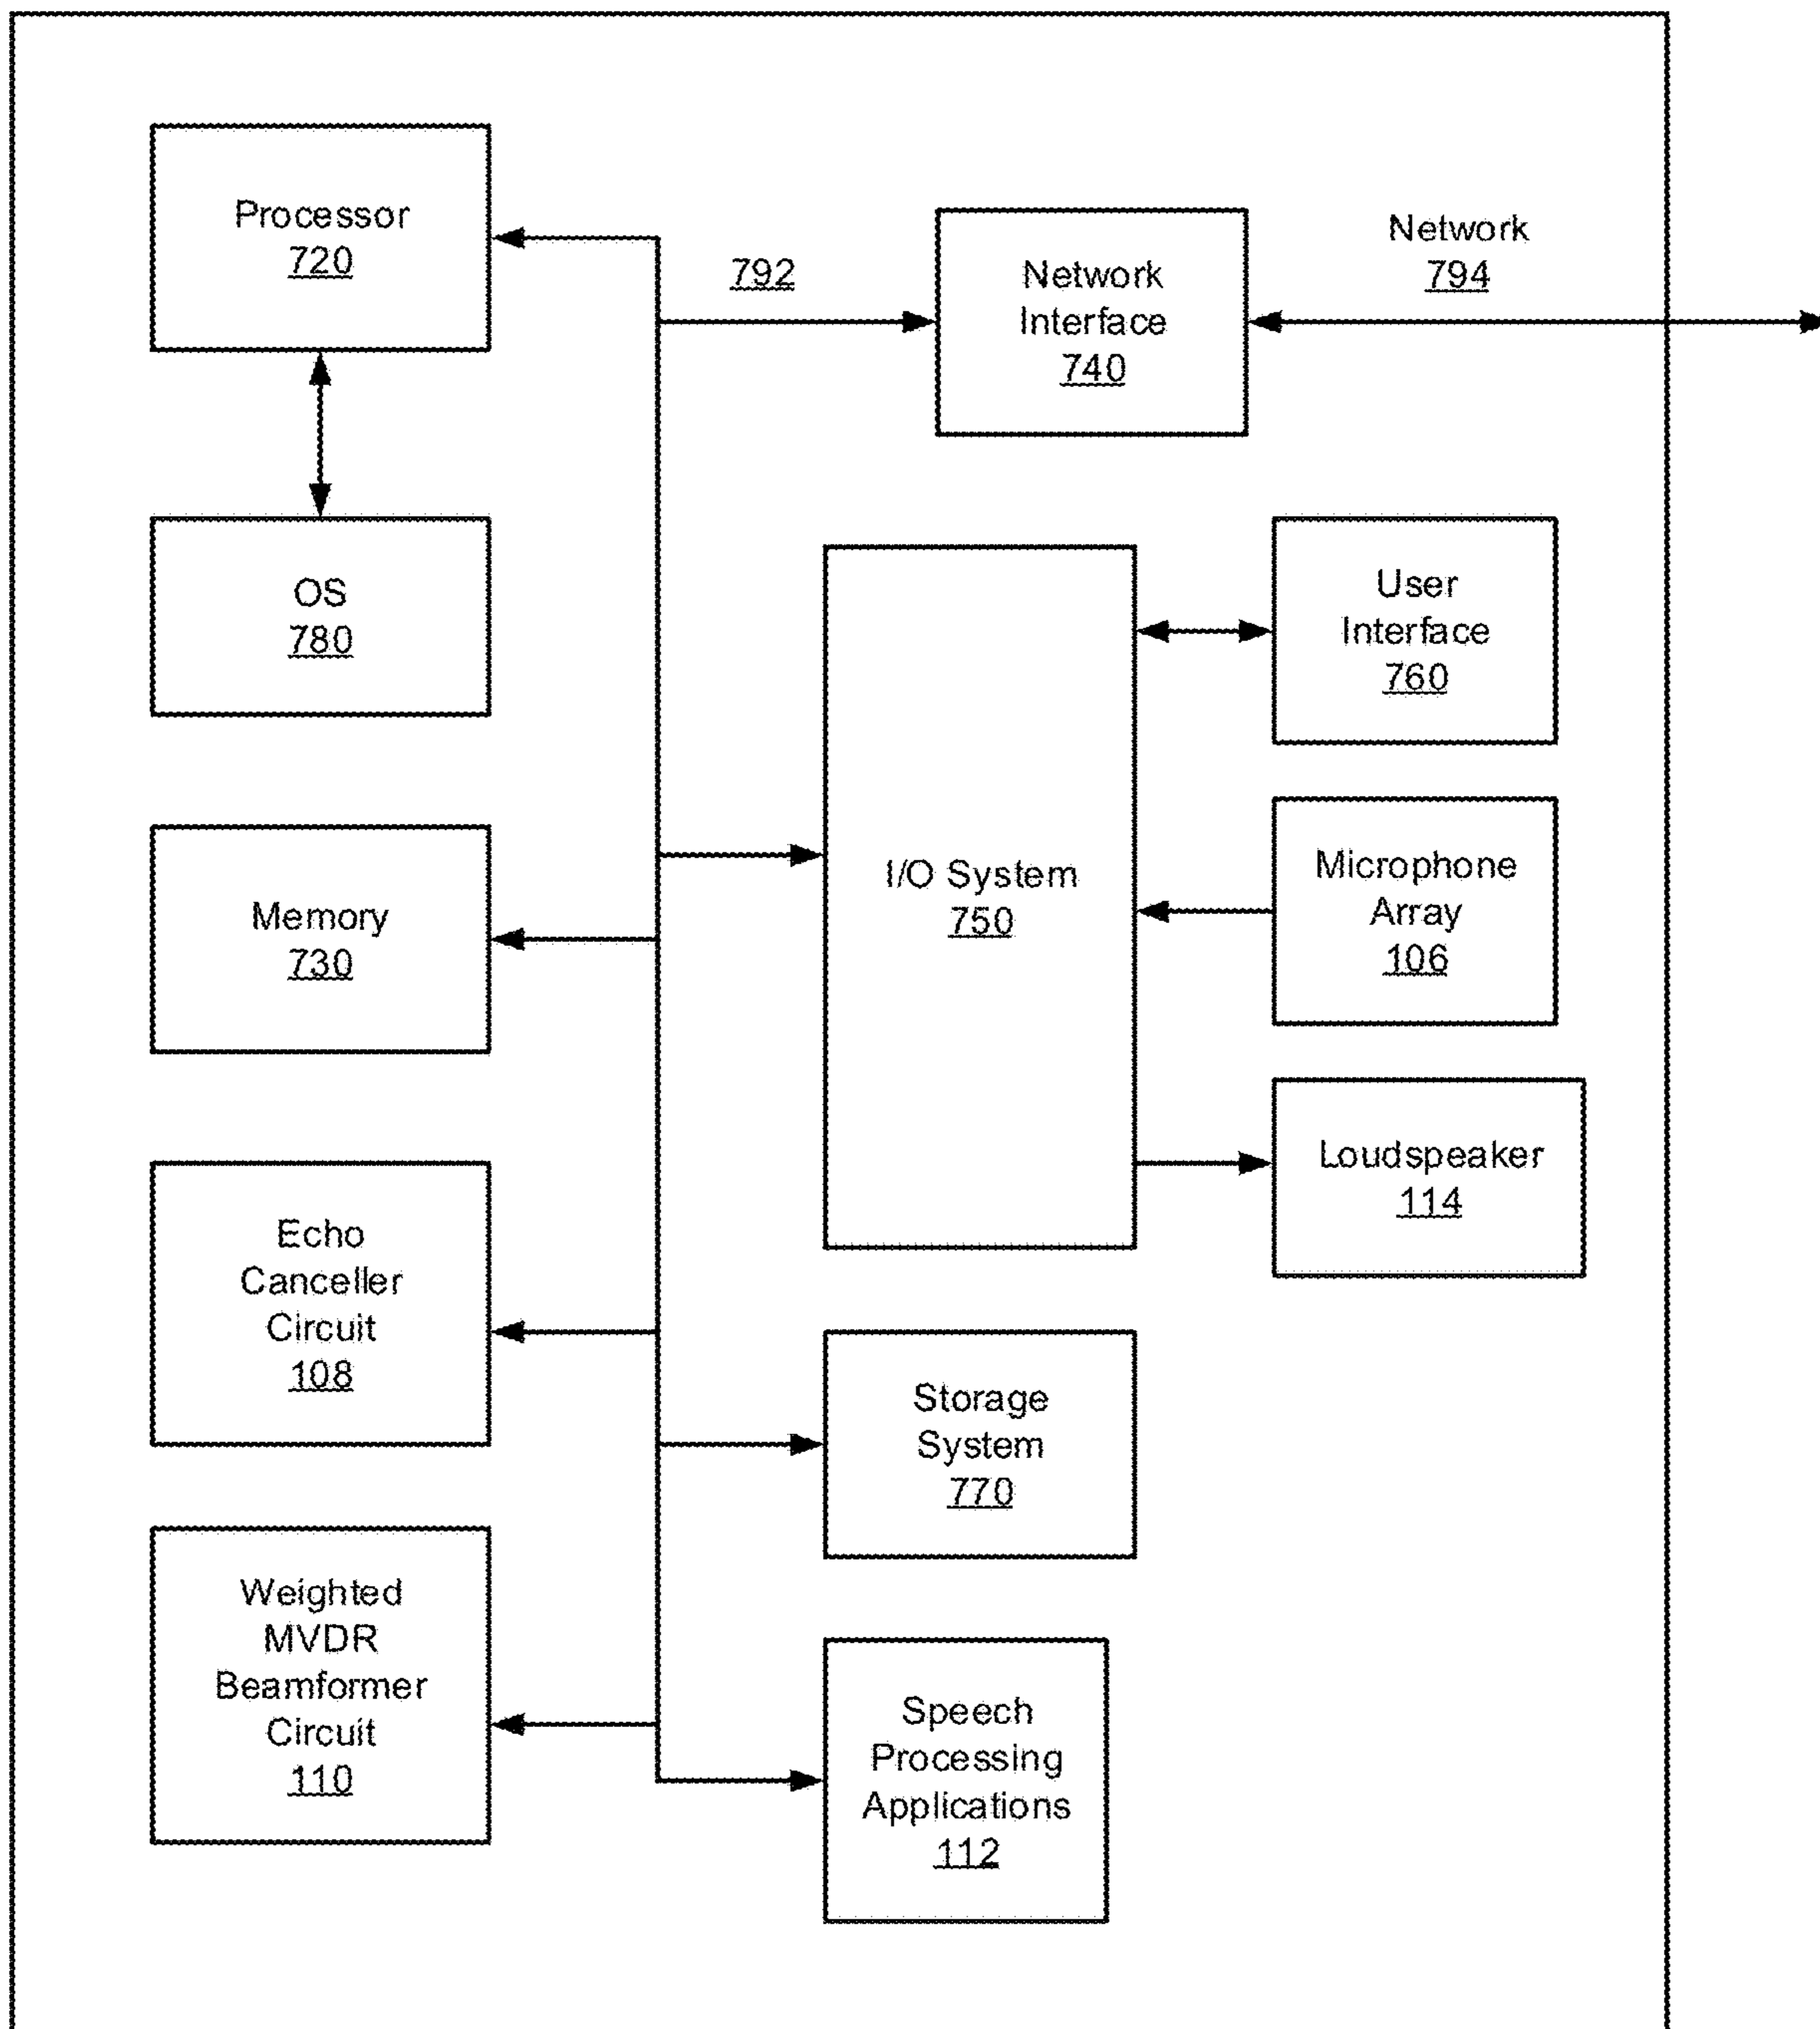 Processor
720
792
Network
Interface
740
Network
794
OS
780
User
Interface
760
I/O System
750
Memory
730
Microphone
Array
106
Loudspeaker
114
Echo
Canceller
Circuit
108
Storage
System
770
Weighted
MVDR
Beamformer
Circuit
110
Speech
Processing
Applications
112